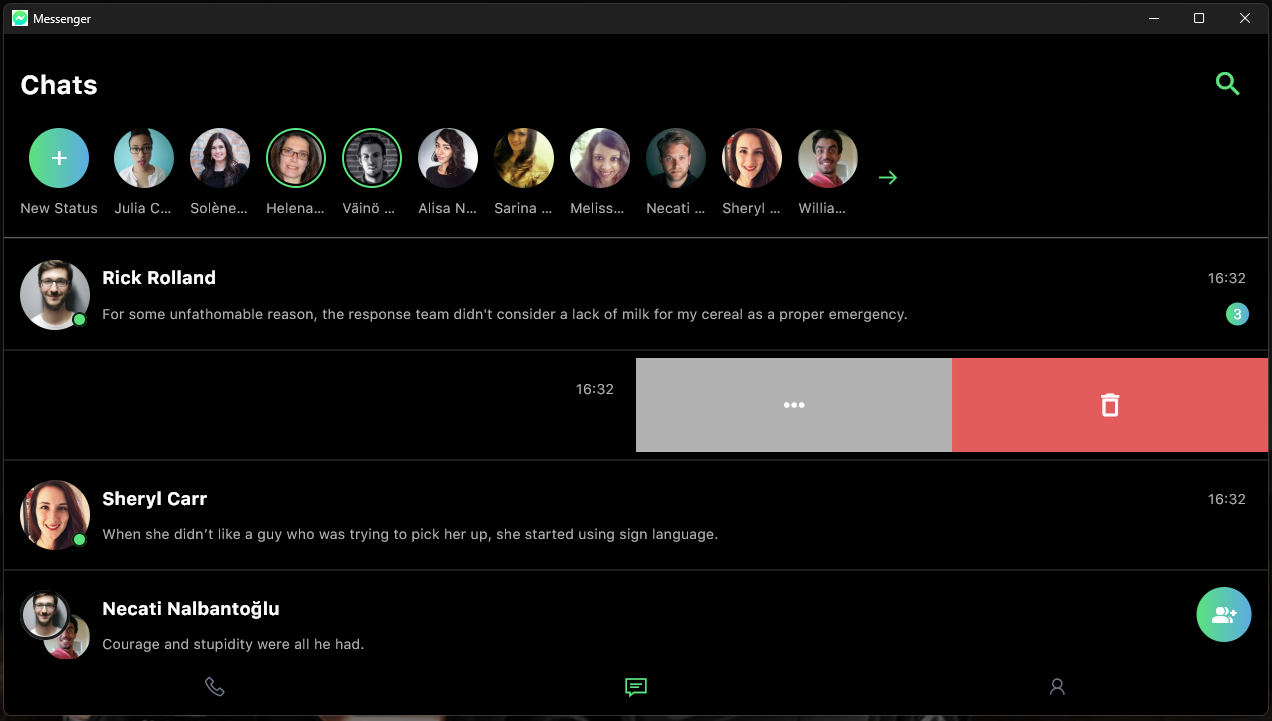 Messenger
Chats
New Status
Julia C...
Solène...
Helena...
Väinö ...
Alisa N...
Sarina ...
Meliss...
Necati ...
Sheryl ...
Willia...
Rick Rolland
16:32
For some unfathomable reason, the response team didn't consider a lack of milk for my cereal as a proper emergency.
3
16:32
Sheryl Carr
16:32
When she didn’t like a guy who was trying to pick her up, she started using sign language.
Necati Nalbantoğlu
Courage and stupidity were all he had.